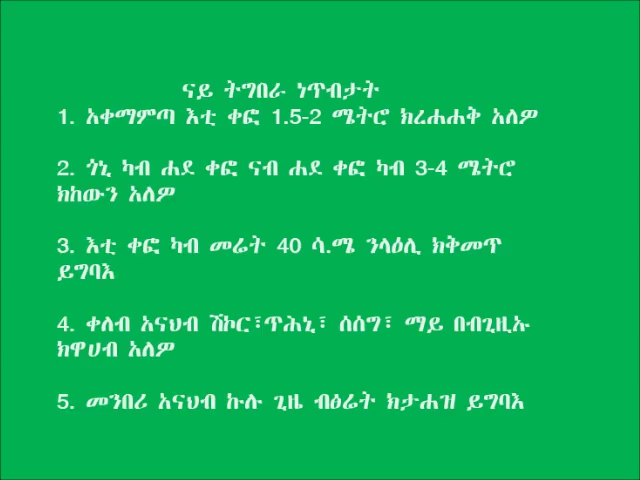 ናይ ትግበራ ነጥብታት
1. አቀማምጣ እቲ ቀፎ 1.5-2 ሜትሮ ክረሐሐቅ አለዎ
2. ጎኒ ካብ ሐደ ቀፎ ናብ ሐደ ቀፎ ካብ 3-4 ሜትሮ
ክከውን አለዎ
3. እቲ ቀፎ ካብ መሬት 40 ሳ.ሜ ንላዕሊ ክቅመጥ
ይግባእ
4. ቀለብ አናህብ ሽኮር፣ጥሕኒ፣ ሰሰግ፣ ማይ በብጊዚኡ
ክዋሀብ አለዎ
5. መንበሪ አናህብ ኩሉ ጊዜ ብዕሬት ክታሐዝ ይግባእ